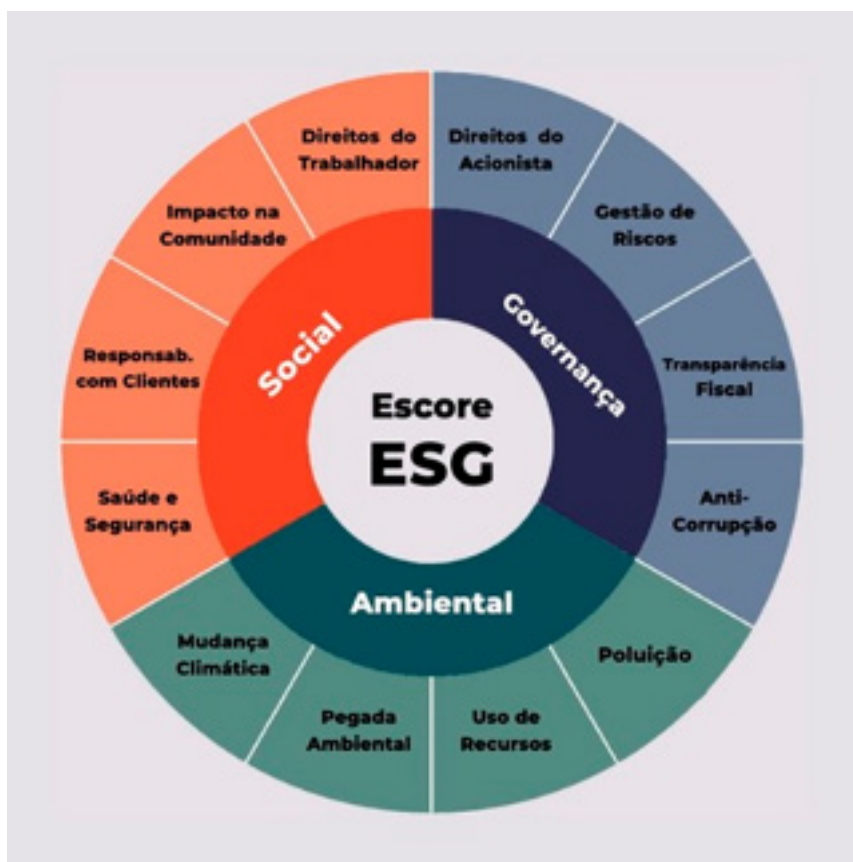 Direitos do
Trabalhador
Direitos do
Acionista
Impacto na
Comunidade
Gestão de
Riscos
Responsab.
com Clientes
Transparência
Fiscal
Saúde e
Segurança
Anti-
Corrupção
Mudança
Climática
Pegada
Ambiental
Uso de
Recursos
Poluição
Social
Governança
Ambiental
Escore
ESG